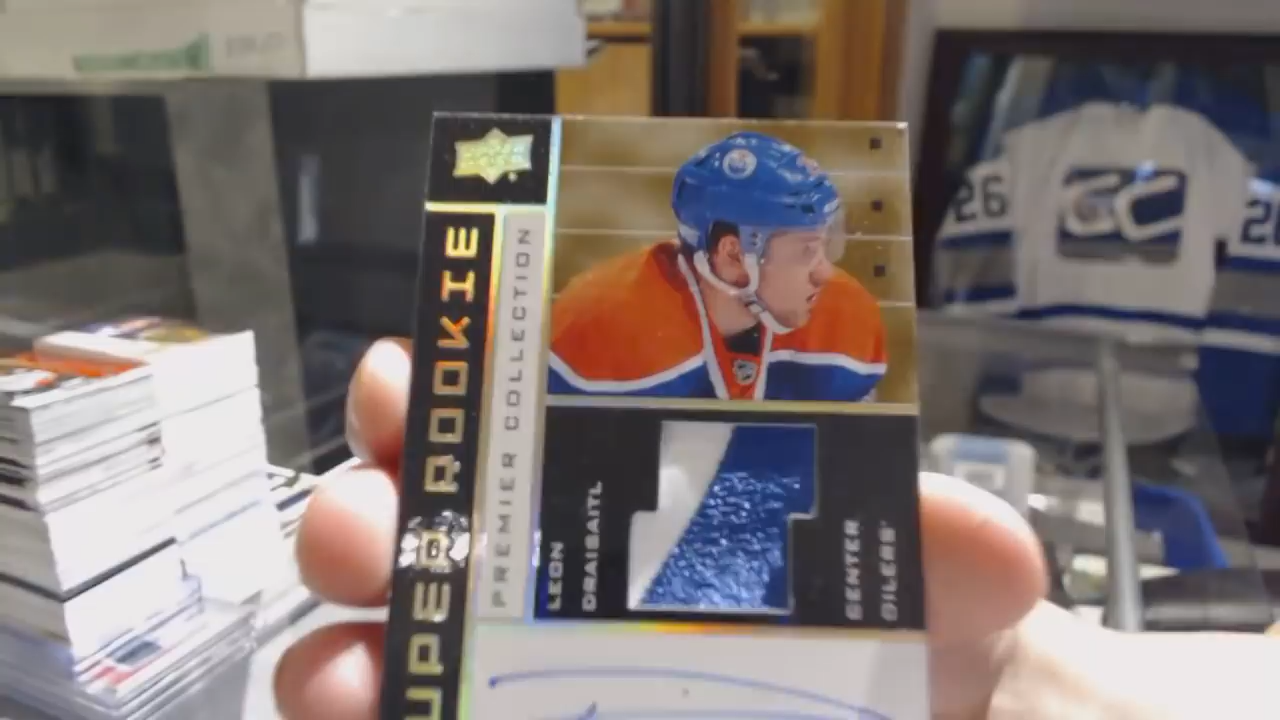 SUPER ROOKIE
PREMIER COLLECTION
LEON
DRAISAITL
CENTER
OILERS
26